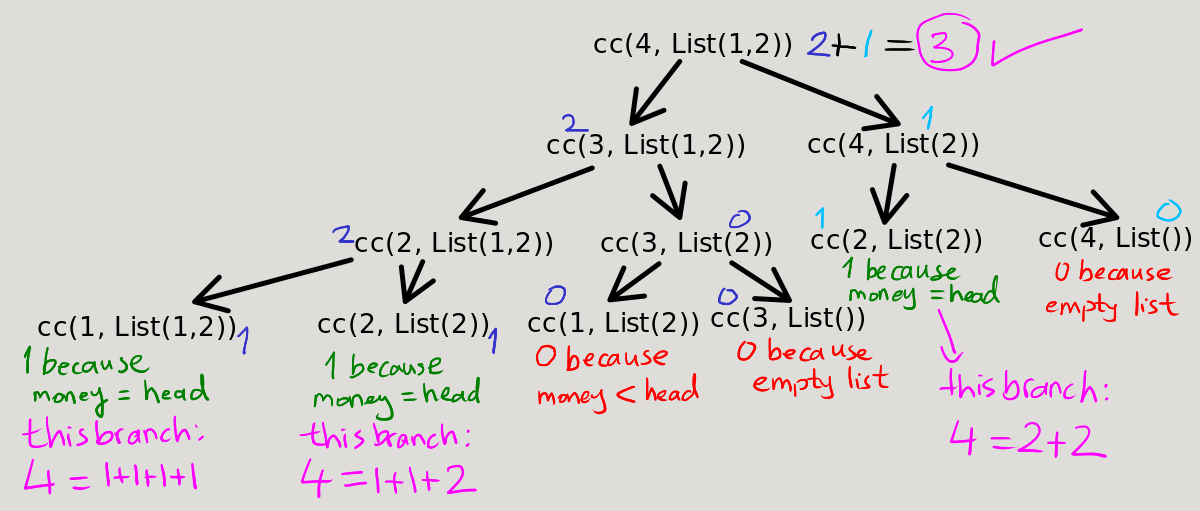 cc(4, List(1,2)) 2+1 = 3
2
1
cc(3, List(1,2))
cc(4, List(2))
2
0
1
0
cc(2, List(1,2))
cc(3, List(2))
cc(2, List(2))
cc(4, List())
1 because
money = head
0 because
empty list
0
0
cc(1, List(1,2)) 1
cc(2, List(2)) 1
cc(1, List(2))
cc(3, List())
1 because
money = head
1 because
money = head
0 because
money < head
0 because
empty list
this branch:
4 = 1+1+1+1
this branch:
4 = 1+1+2
this branch:
4 = 2+2